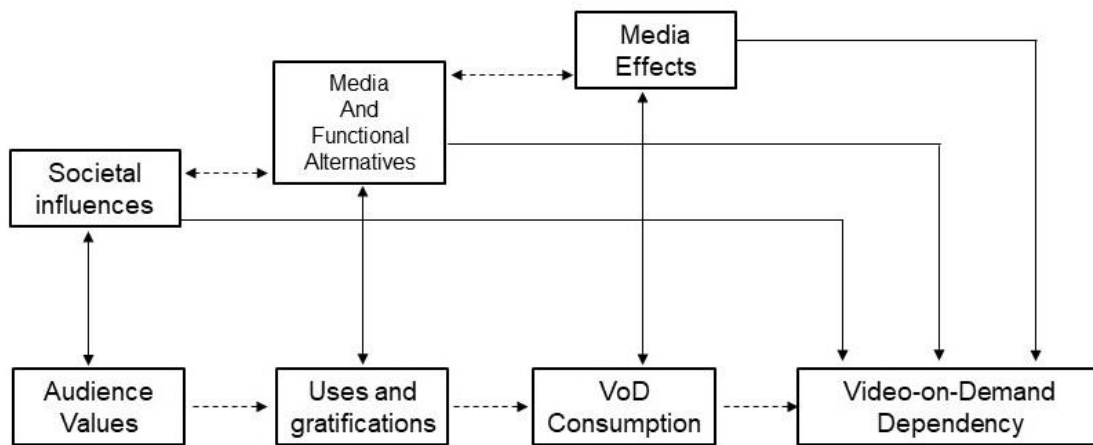 Media
Effects
Media
And
Functional
Alternatives
Societal
influences
Audience
Values
Uses and
gratifications
VoD
Consumption
Video-on-Demand
Dependency